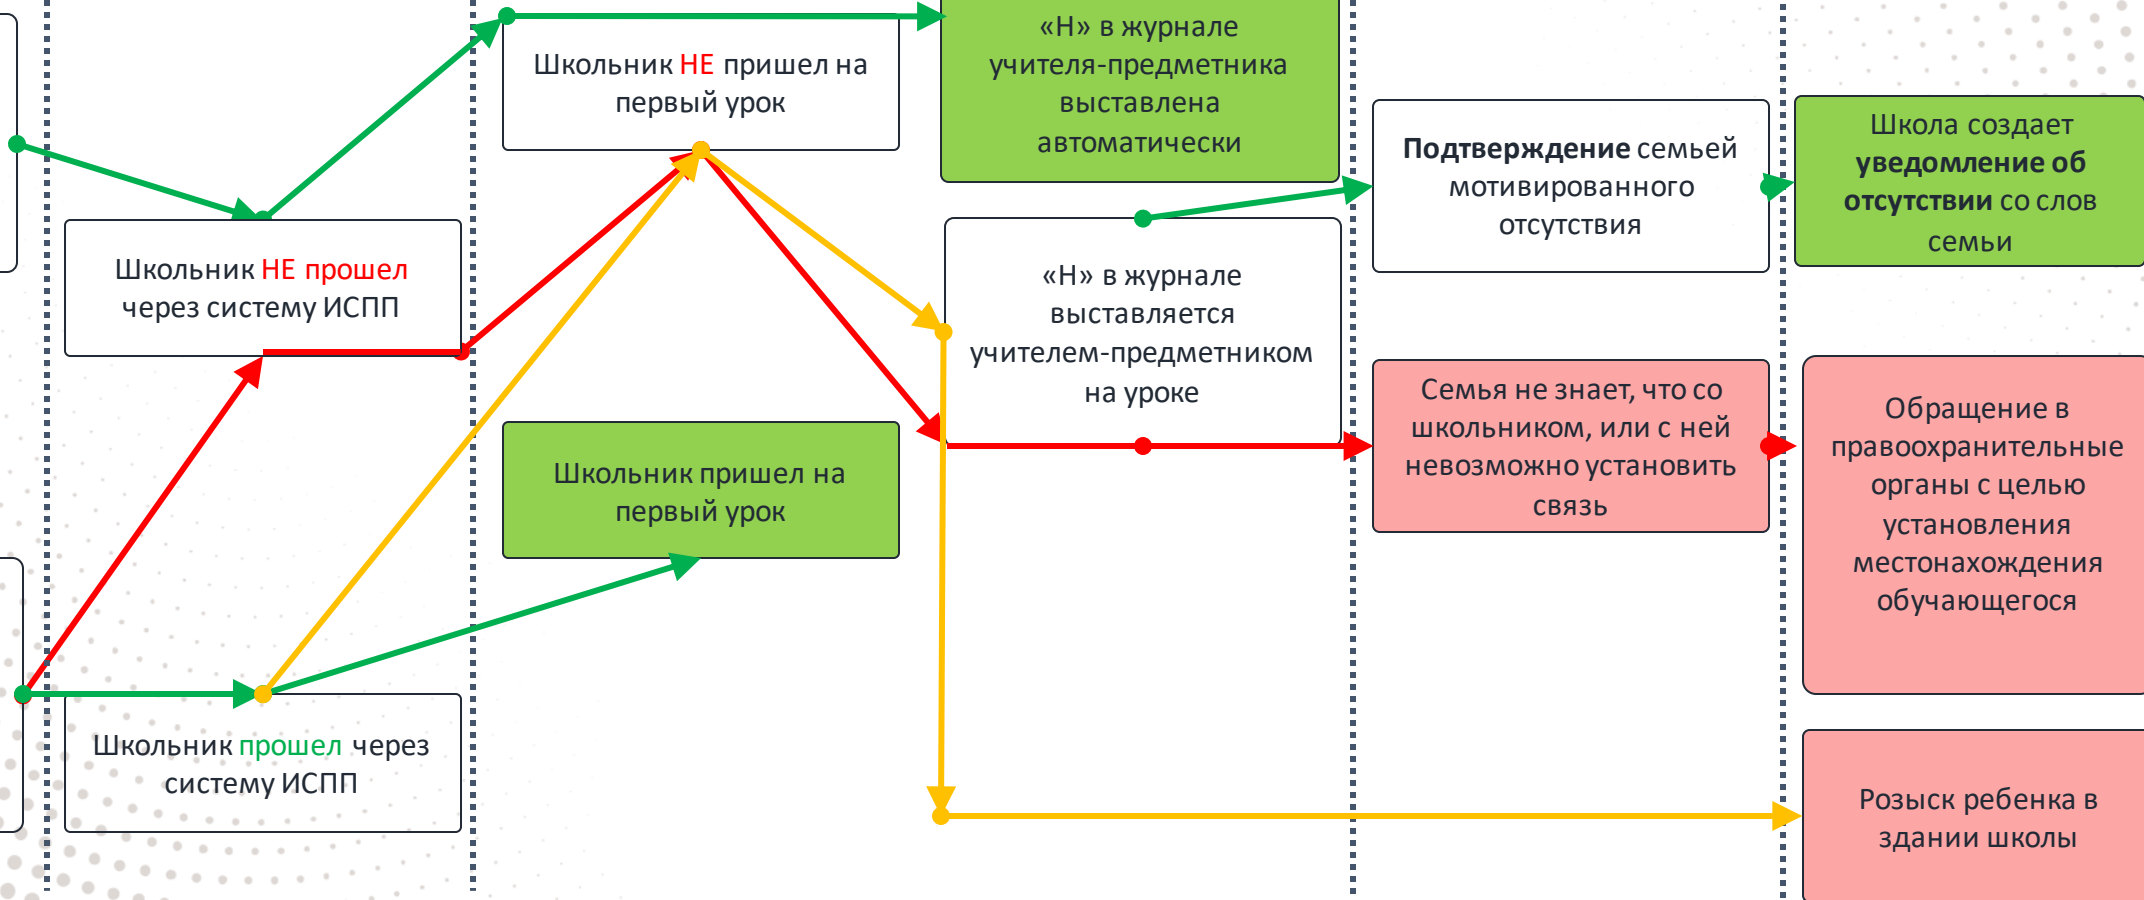 Школьник НЕ прошел
через систему ИСПП
Школьник прошел через
систему ИСПП
Школьник НЕ пришел на
первый урок
Школьник пришел на
первый урок
«Н» в журнале
учителя-предметника
выставлена
автоматически
«Н» в журнале
выставляется
учителем-предметником
на уроке
Подтверждение семьей
мотивированного
отсутствия
Семья не знает, что со
школьником, или с ней
невозможно установить
связь
Школа создает
уведомление об
отсутствии со слов
семьи
Обращение в
правоохранительные
органы с целью
установления
местонахождения
обучающегося
Розыск ребенка в
здании школы